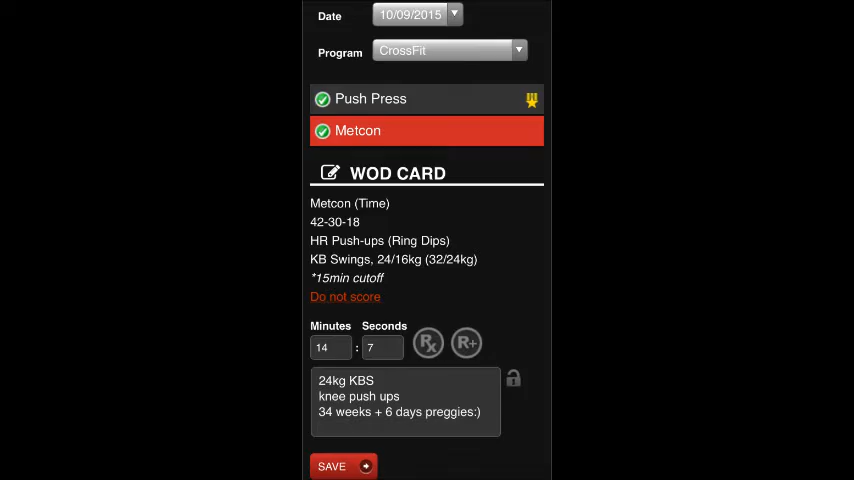 Date 10/09/2015
Program CrossFit
Push Press
Metcon
WOD CARD
Metcon (Time)
42-30-18
HR Push-ups (Ring Dips)
KB Swings, 24/16kg (32/24kg)
*15min cutoff
Do not score
Minutes Seconds
14 : 7 Rx R+
24kg KBS
knee push ups
34 weeks + 6 days preggies:)
SAVE